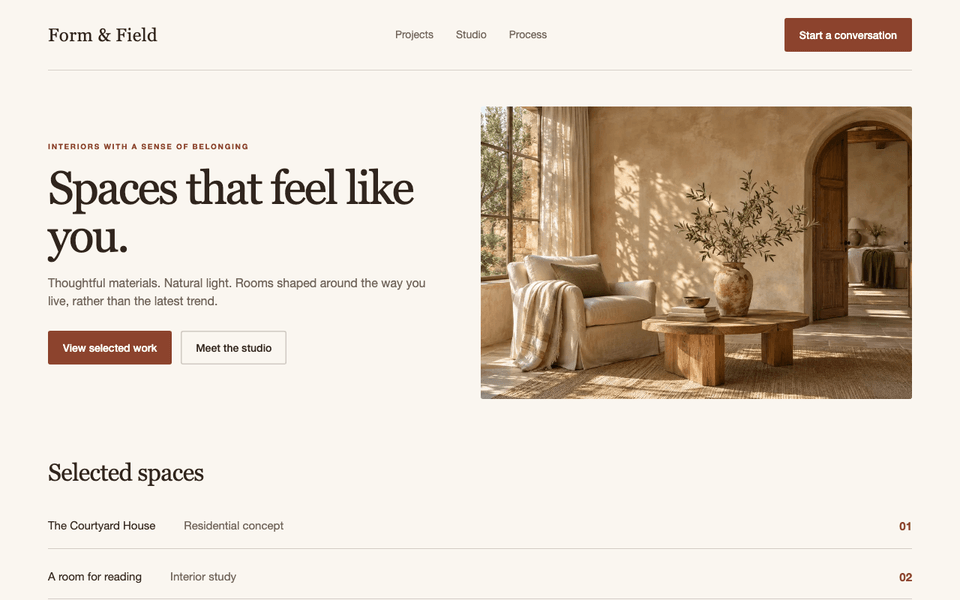 Form & Field
Projects
Studio
Process
Start a conversation
INTERIORS WITH A SENSE OF BELONGING
Spaces that feel like
you.
Thoughtful materials. Natural light. Rooms shaped around the way you
live, rather than the latest trend.
View selected work
Meet the studio
Selected spaces
The Courtyard House Residential concept 01
A room for reading Interior study 02